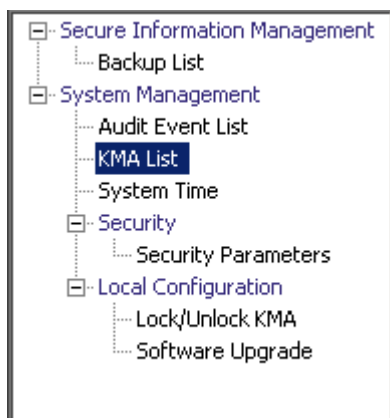 Secure Information Management
Backup List
System Management
Audit Event List
KMA List
System Time
Security
Security Parameters
Local Configuration
Lock/Unlock KMA
Software Upgrade